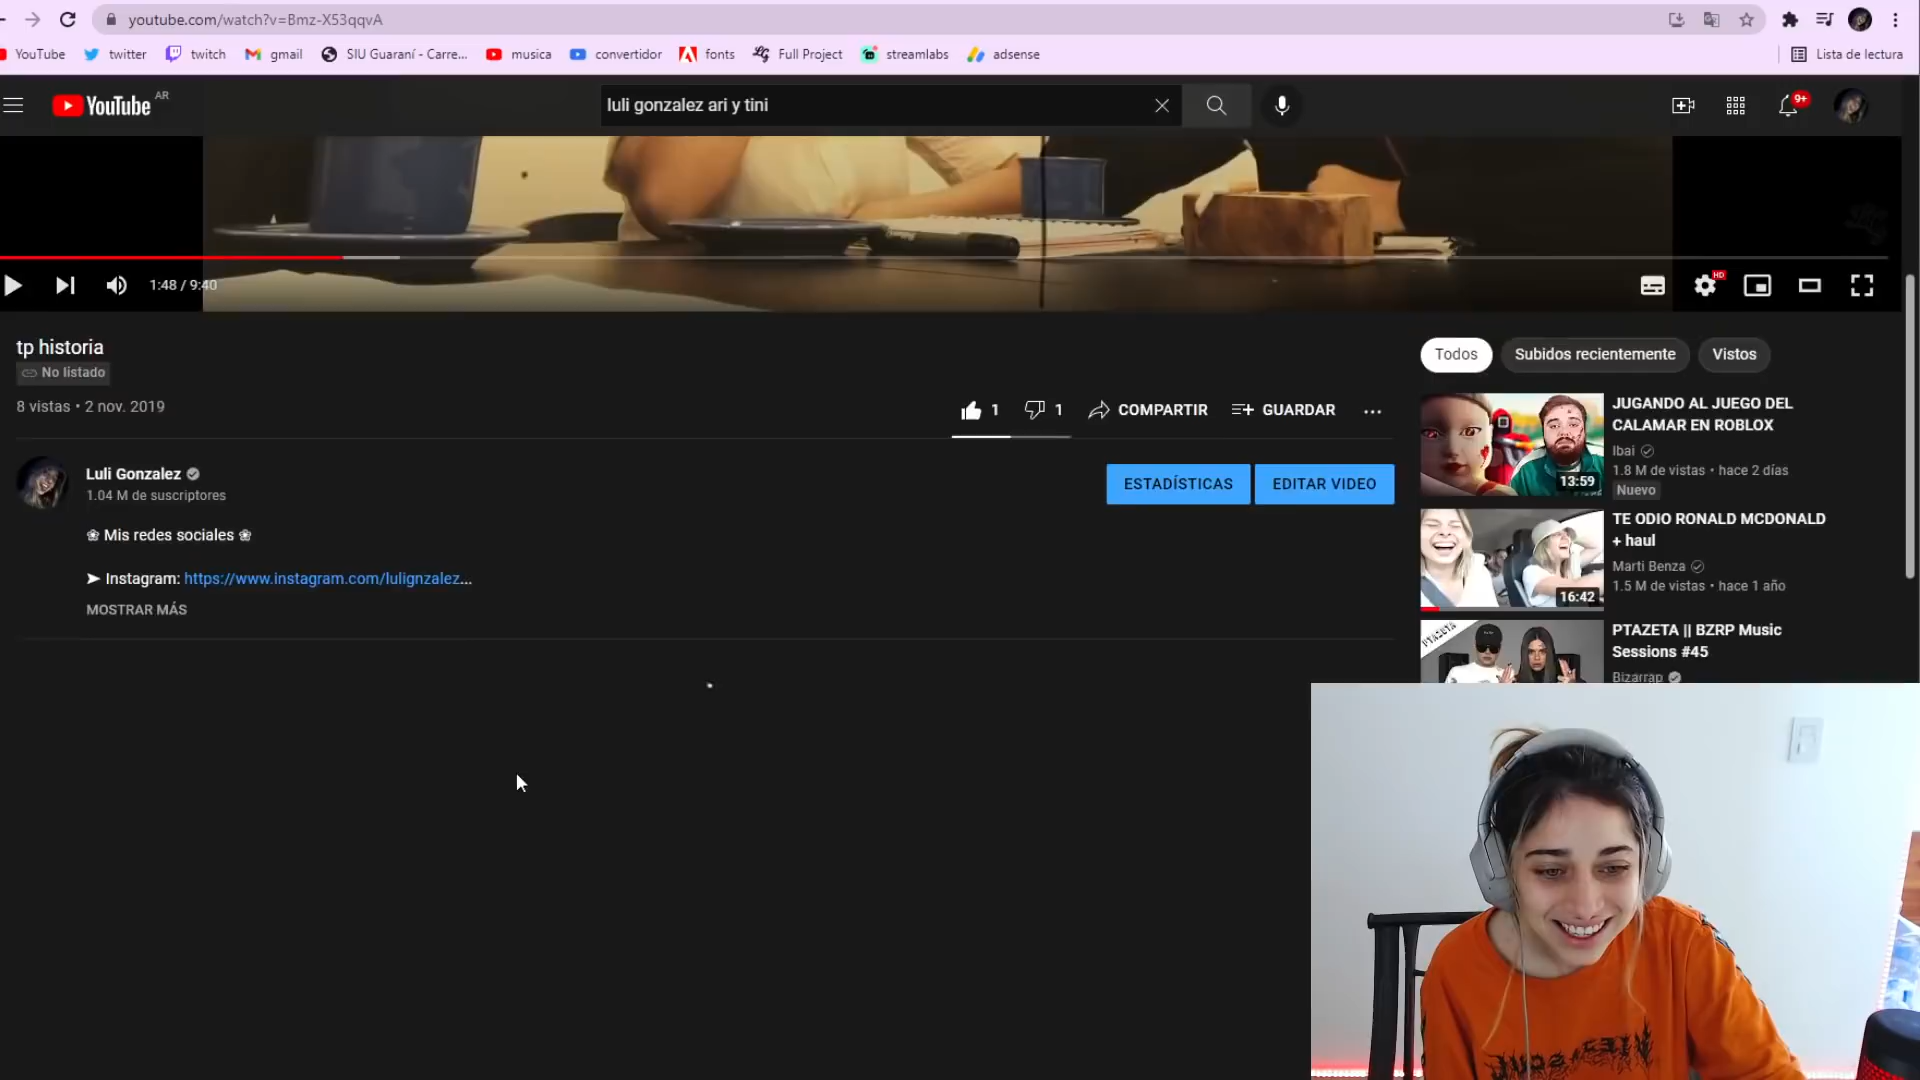 youtube.com/watch?v=Bmz-X53qqvA
YouTube twitter twitch gmail SIU Guaraní - Carre... musica convertidor fonts Full Project streamlabs adsense Lista de lectura
YouTube AR
luli gonzalez ari y tini
9+
1:48 / 9:40
HD
tp historia
No listado
8 vistas • 2 nov. 2019
1 1 COMPARTIR GUARDAR ...
Luli Gonzalez
1.04 M de suscriptores
ESTADÍSTICAS EDITAR VIDEO
❀ Mis redes sociales ❀
➤ Instagram: https://www.instagram.com/lulignzalez...
MOSTRAR MÁS
Todos Subidos recientemente Vistos
JUGANDO AL JUEGO DEL
CALAMAR EN ROBLOX
Ibai
1.8 M de vistas • hace 2 días
Nuevo
13:59
TE ODIO RONALD MCDONALD
+ haul
Marti Benza
1.5 M de vistas • hace 1 año
16:42
PTAZETA || BZRP Music
Sessions #45
Bizarrap
PTAZETA